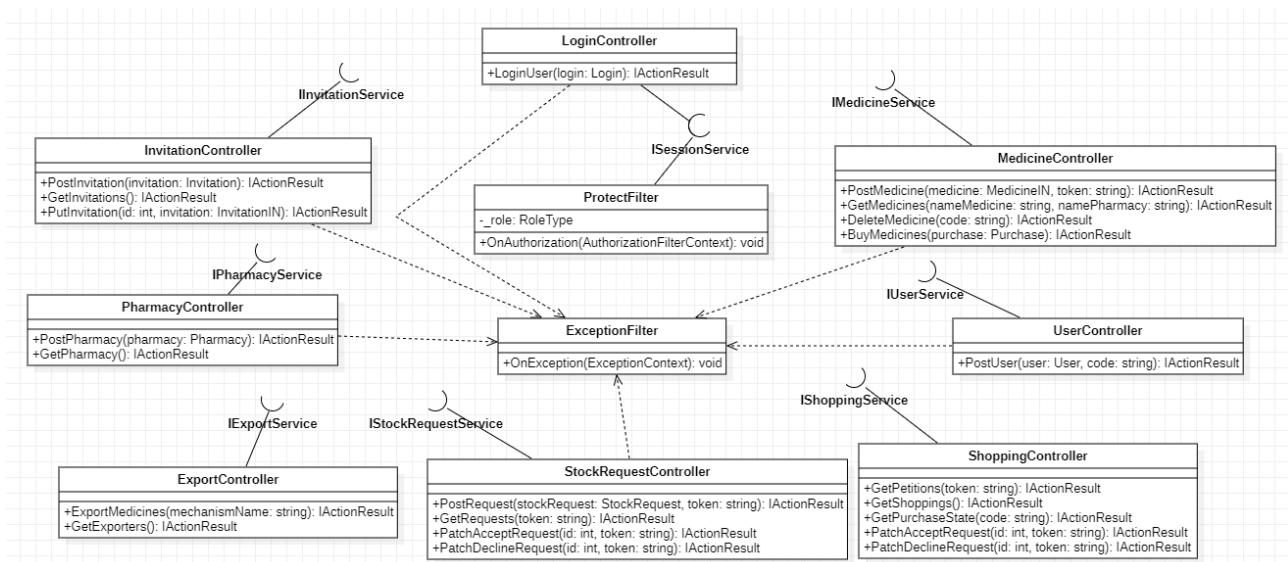 LoginController
+LoginUser(login: Login): IActionResult
IInvitationService
IMedicineService
ISessionService
InvitationController
+PostInvitation(invitation: Invitation): IActionResult
+GetInvitations(): IActionResult
+PutInvitation(id: int, invitation: InvitationIN): IActionResult
MedicineController
+PostMedicine(medicine: MedicineIN, token: string): IActionResult
+GetMedicines(nameMedicine: string, namePharmacy: string): IActionResult
+DeleteMedicine(code: string): IActionResult
+BuyMedicines(purchase: Purchase): IActionResult
ProtectFilter
-_role: RoleType
+OnAuthorization(AuthorizationFilterContext): void
IPharmacyService
IUserService
PharmacyController
+PostPharmacy(pharmacy: Pharmacy): IActionResult
+GetPharmacy(): IActionResult
ExceptionFilter
+OnException(ExceptionContext): void
UserController
+PostUser(user: User, code: string): IActionResult
IExportService
IStockRequestService
IShoppingService
ExportController
+ExportMedicines(mechanismName: string): IActionResult
+GetExporters(): IActionResult
StockRequestController
+PostRequest(stockRequest: StockRequest, token: string): IActionResult
+GetRequests(token: string): IActionResult
+PatchAcceptRequest(id: int, token: string): IActionResult
+PatchDeclineRequest(id: int, token: string): IActionResult
ShoppingController
+GetPetitions(token: string): IActionResult
+GetShoppings(): IActionResult
+GetPurchaseState(code: string): IActionResult
+PatchAcceptRequest(id: int, token: string): IActionResult
+PatchDeclineRequest(id: int, token: string): IActionResult